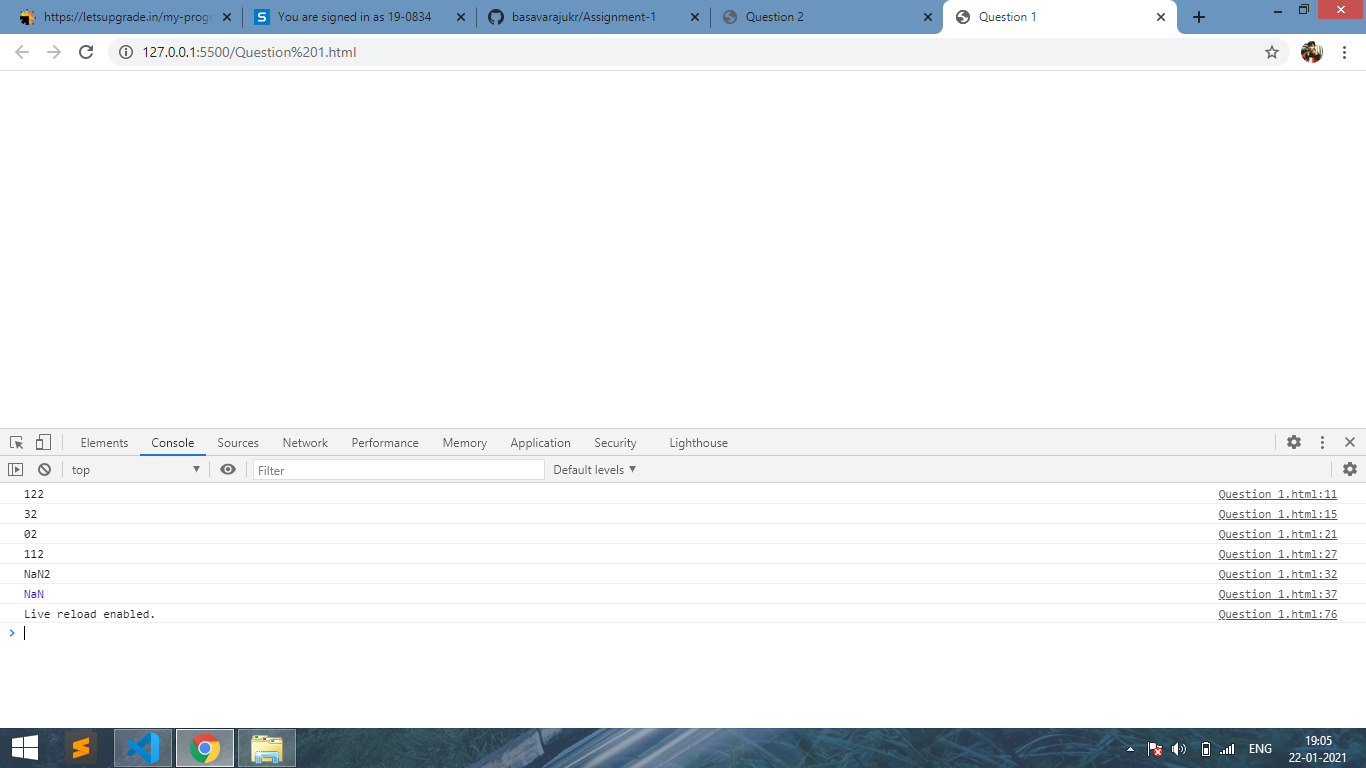 https://letsupgrade.in/my-progr
You are signed in as 19-0834
basavarajukr/Assignment-1
Question 2
Question 1
127.0.0.1:5500/Question%201.html
Elements Console Sources Network Performance Memory Application Security Lighthouse
top Filter Default levels
122 Question 1.html:11
32 Question 1.html:15
02 Question 1.html:21
112 Question 1.html:27
NaN2 Question 1.html:32
NaN Question 1.html:37
Live reload enabled. Question 1.html:76
ENG
19:05
22-01-2021